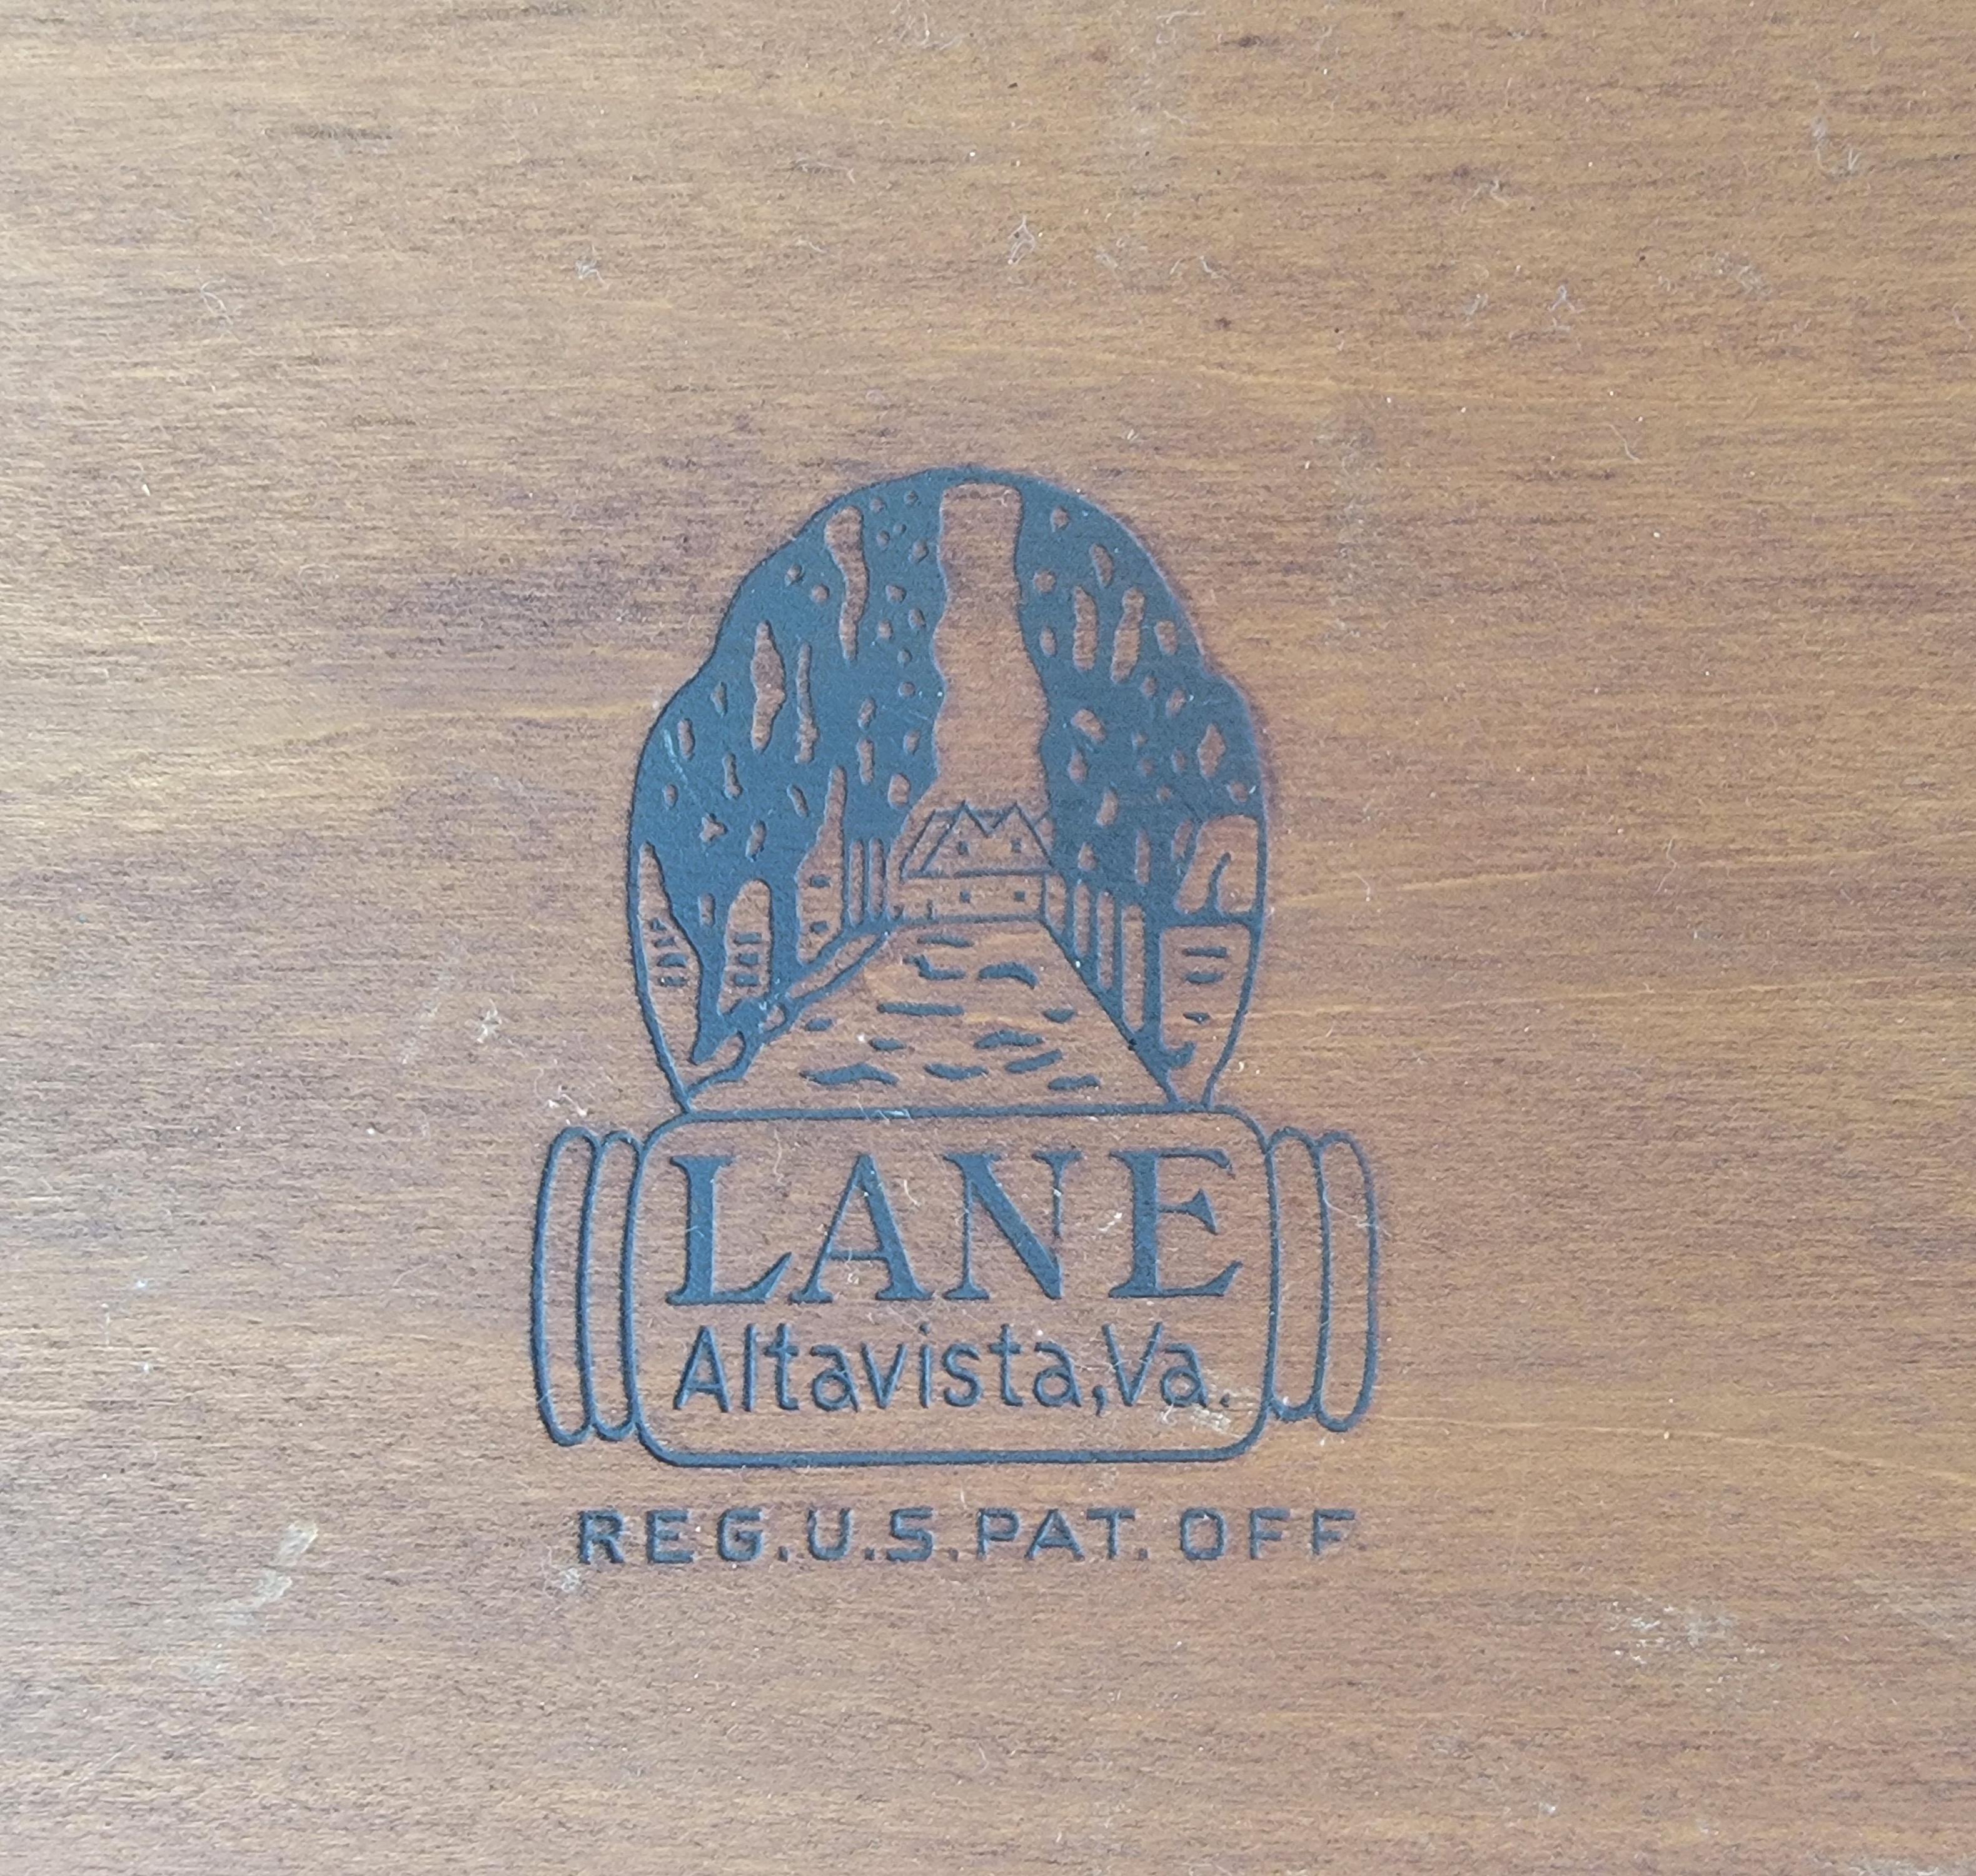 LANE
Altavista,Va.
REG.U.S.PAT. OFF